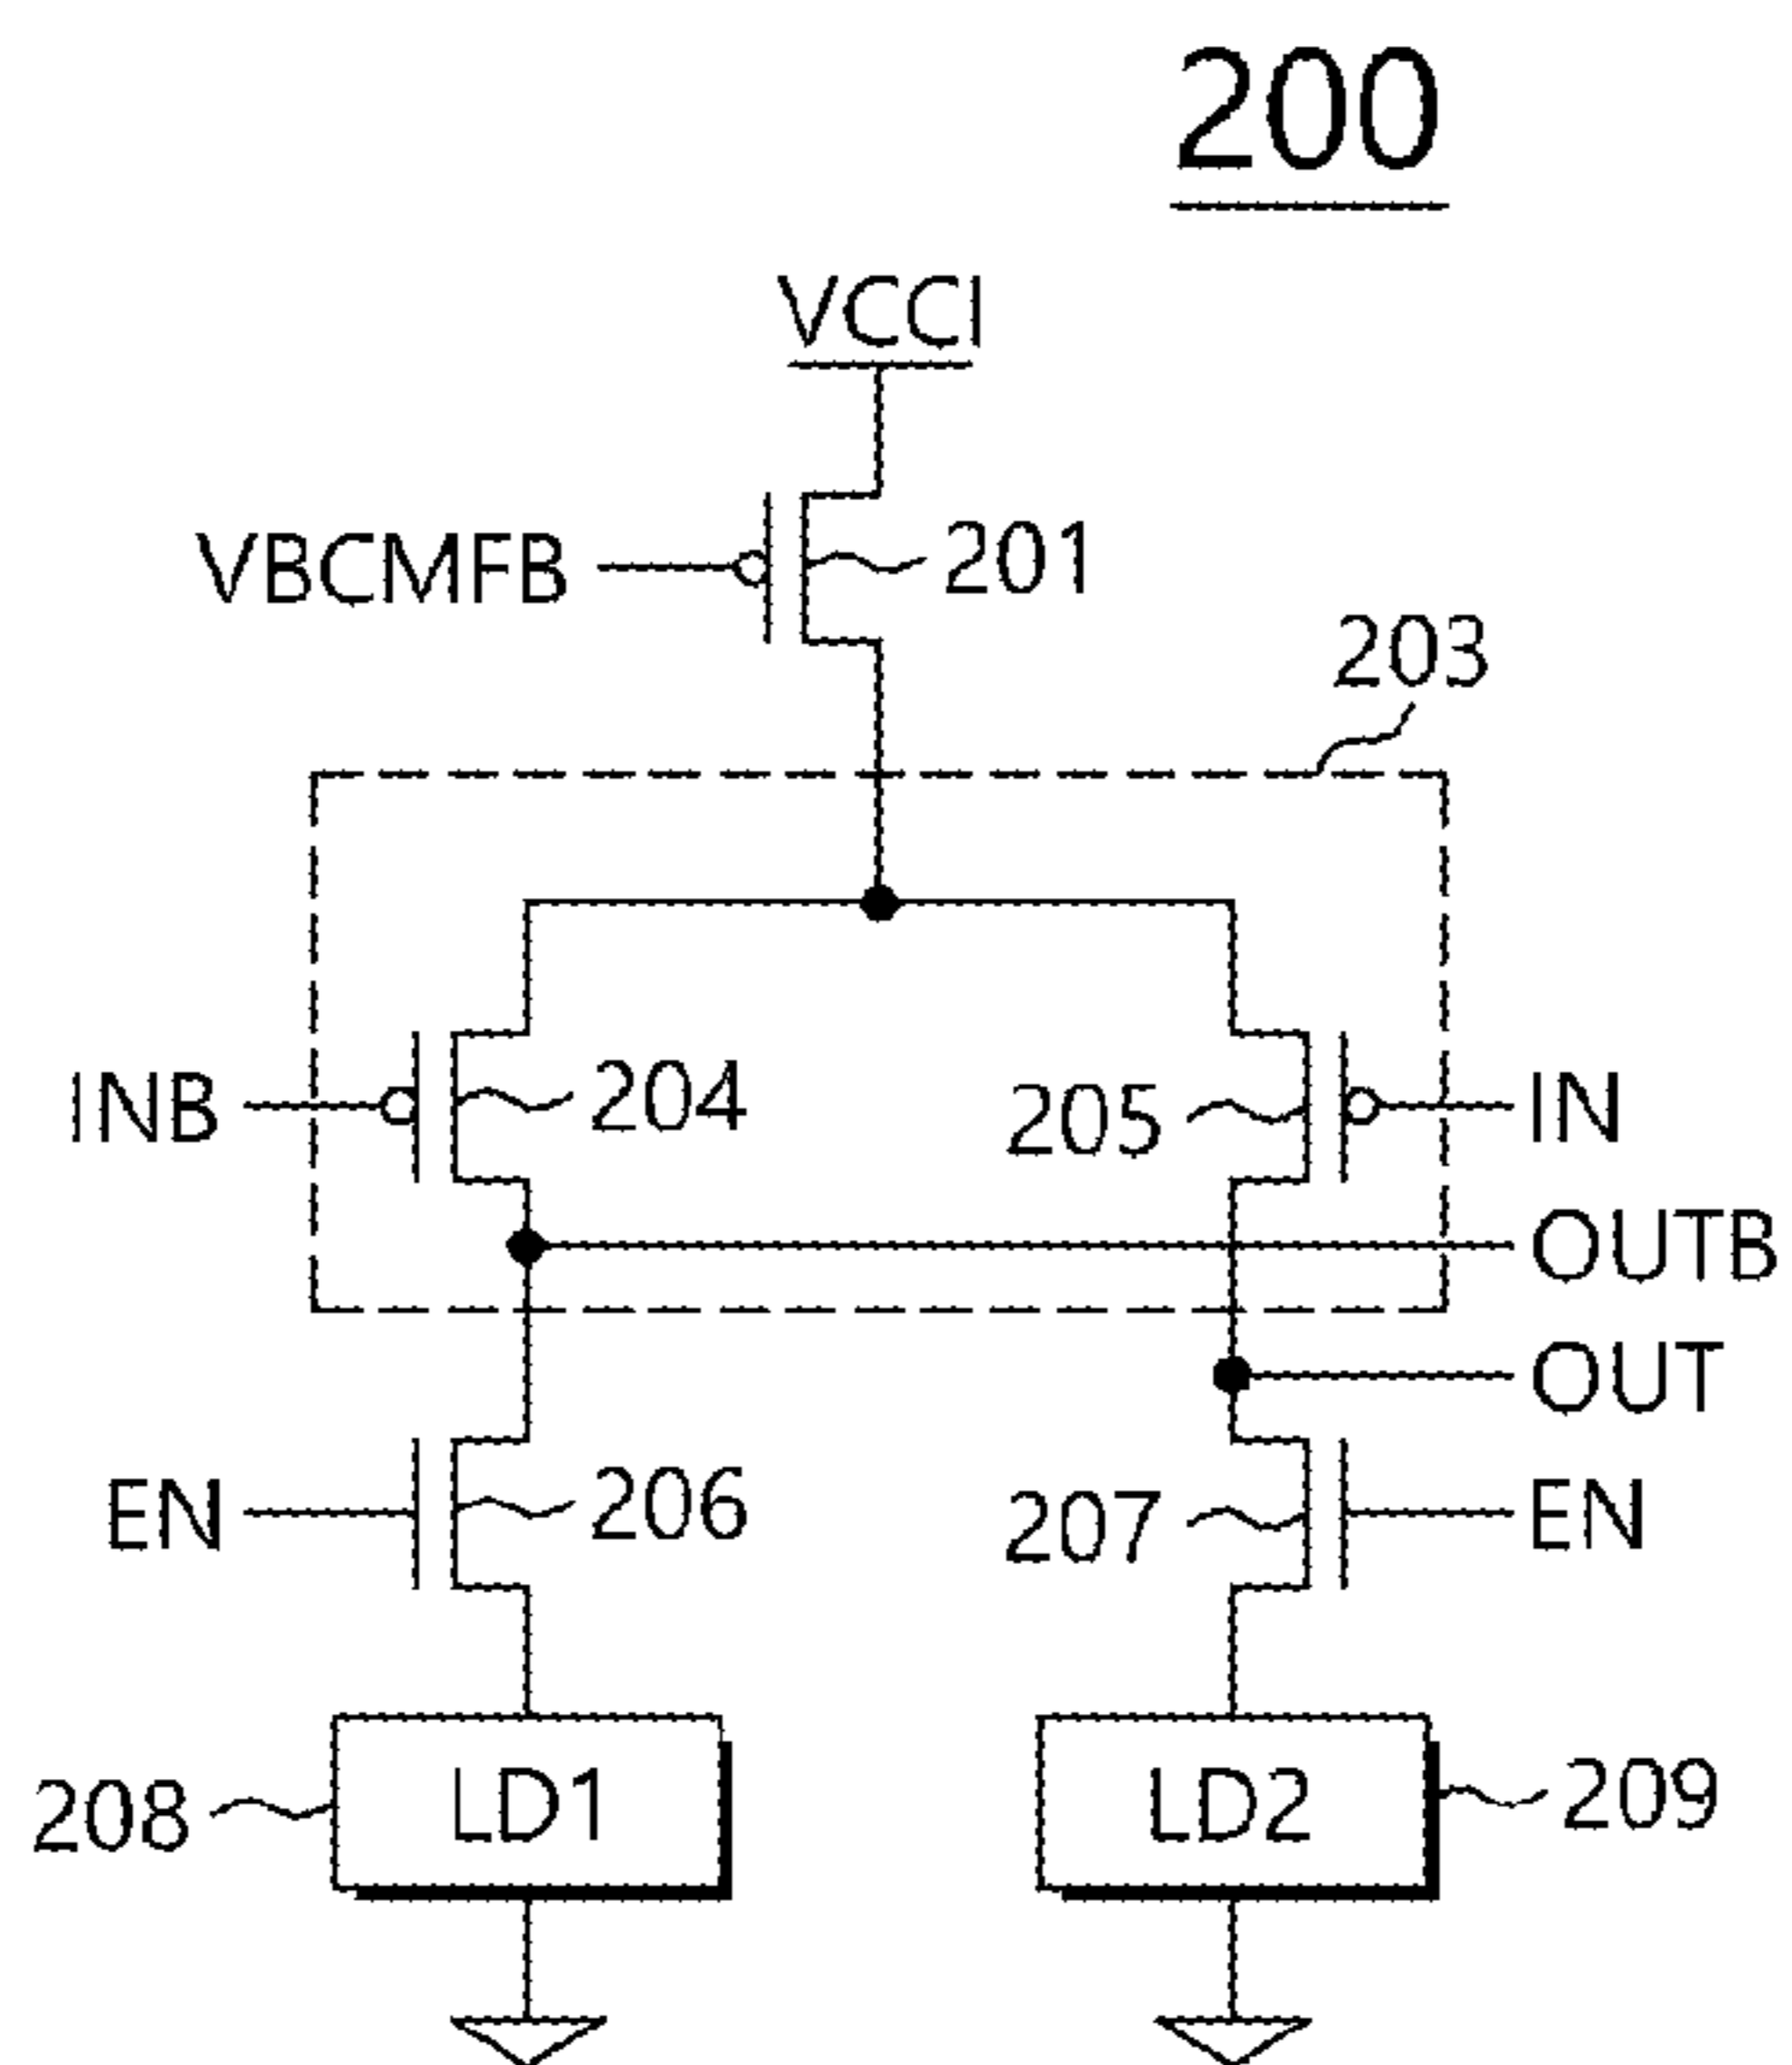 200
VCCI
VBCMFB 201
203
INB 204 205 IN
OUTB
OUT
EN 206 207 EN
208 LD1 LD2 209